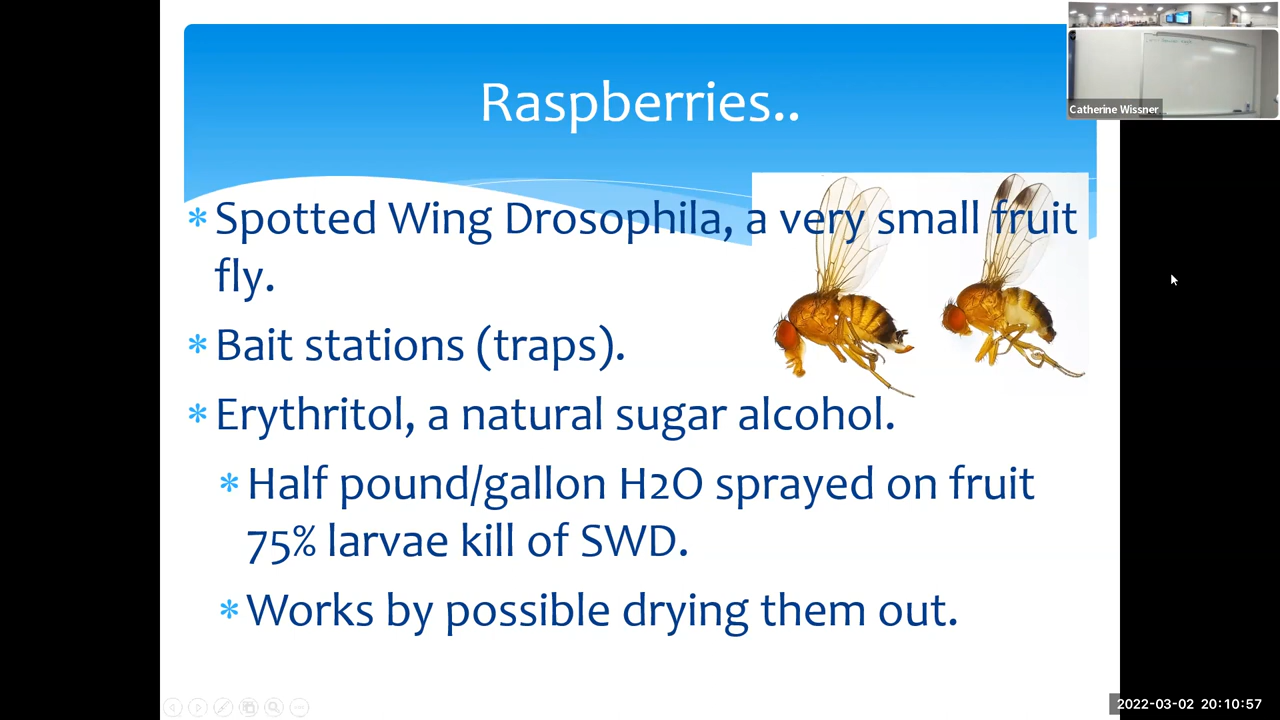 Raspberries..
Catherine Wissner
* Spotted Wing Drosophila, a very small fruit
fly.
* Bait stations (traps).
* Erythritol, a natural sugar alcohol.
* Half pound/gallon H2O sprayed on fruit
75% larvae kill of SWD.
* Works by possible drying them out.
2022-03-02 20:10:57